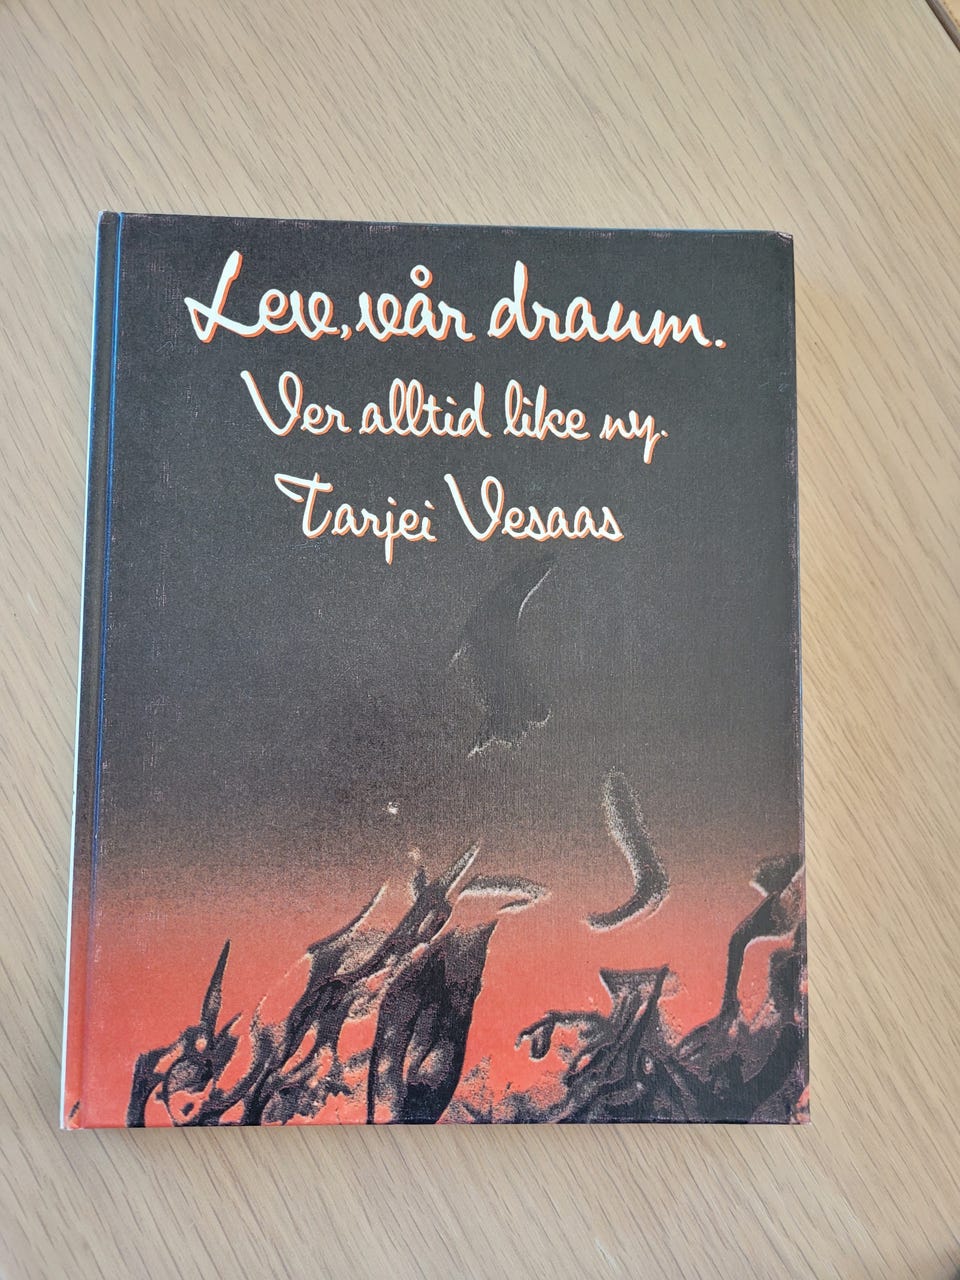 Lev, vår draum.
Ver alltid like ny.
Tarjei Vesaas